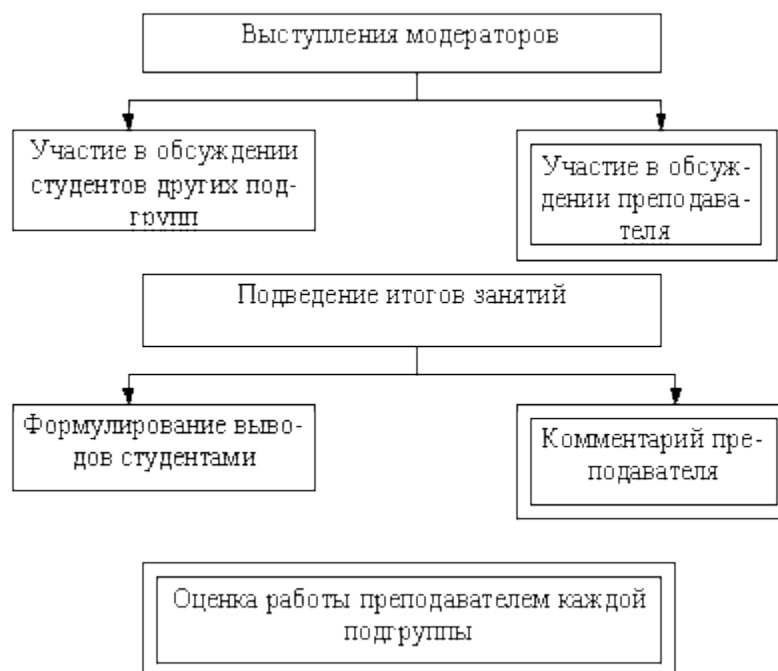 Выступления модераторов
Участие в обсуждении
студентов других под-
групп
Участие в обсуж-
дении преподава-
теля
Подведение итогов занятий
Формулирование выво-
дов студентами
Комментарий пре-
подавателя
Оценка работы преподавателем каждой
подгруппы